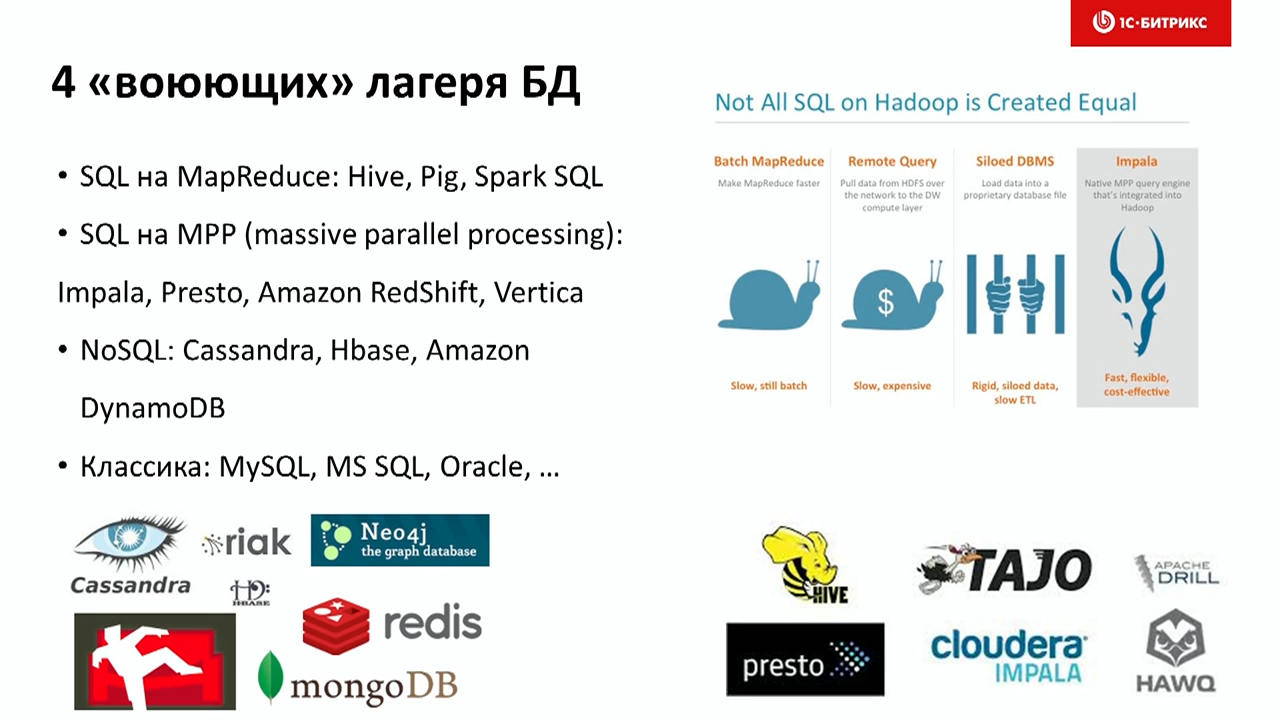 1С·БИТРИКС
4 «воюющих» лагеря БД
• SQL на MapReduce: Hive, Pig, Spark SQL
• SQL на MPP (massive parallel processing):
Impala, Presto, Amazon RedShift, Vertica
• NoSQL: Cassandra, Hbase, Amazon
DynamoDB
• Классика: MySQL, MS SQL, Oracle, ...
Not All SQL on Hadoop is Created Equal
Batch MapReduce
Make MapReduce faster
Slow, still batch
Remote Query
Pull data from HDFS over
the network to the DW
compute layer
$
Slow, expensive
Siloed DBMS
Load data into a
proprietary database file
Rigid, siloed data,
slow ETL
Impala
Native MPP query engine
that's integrated into
Hadoop
Fast, flexible,
cost-effective
Cassandra
riak
Neo4j
the graph database
HBASE
redis
mongoDB
HIVE
TAJO
APACHE
DRILL
presto
cloudera
IMPALA
HAWQ